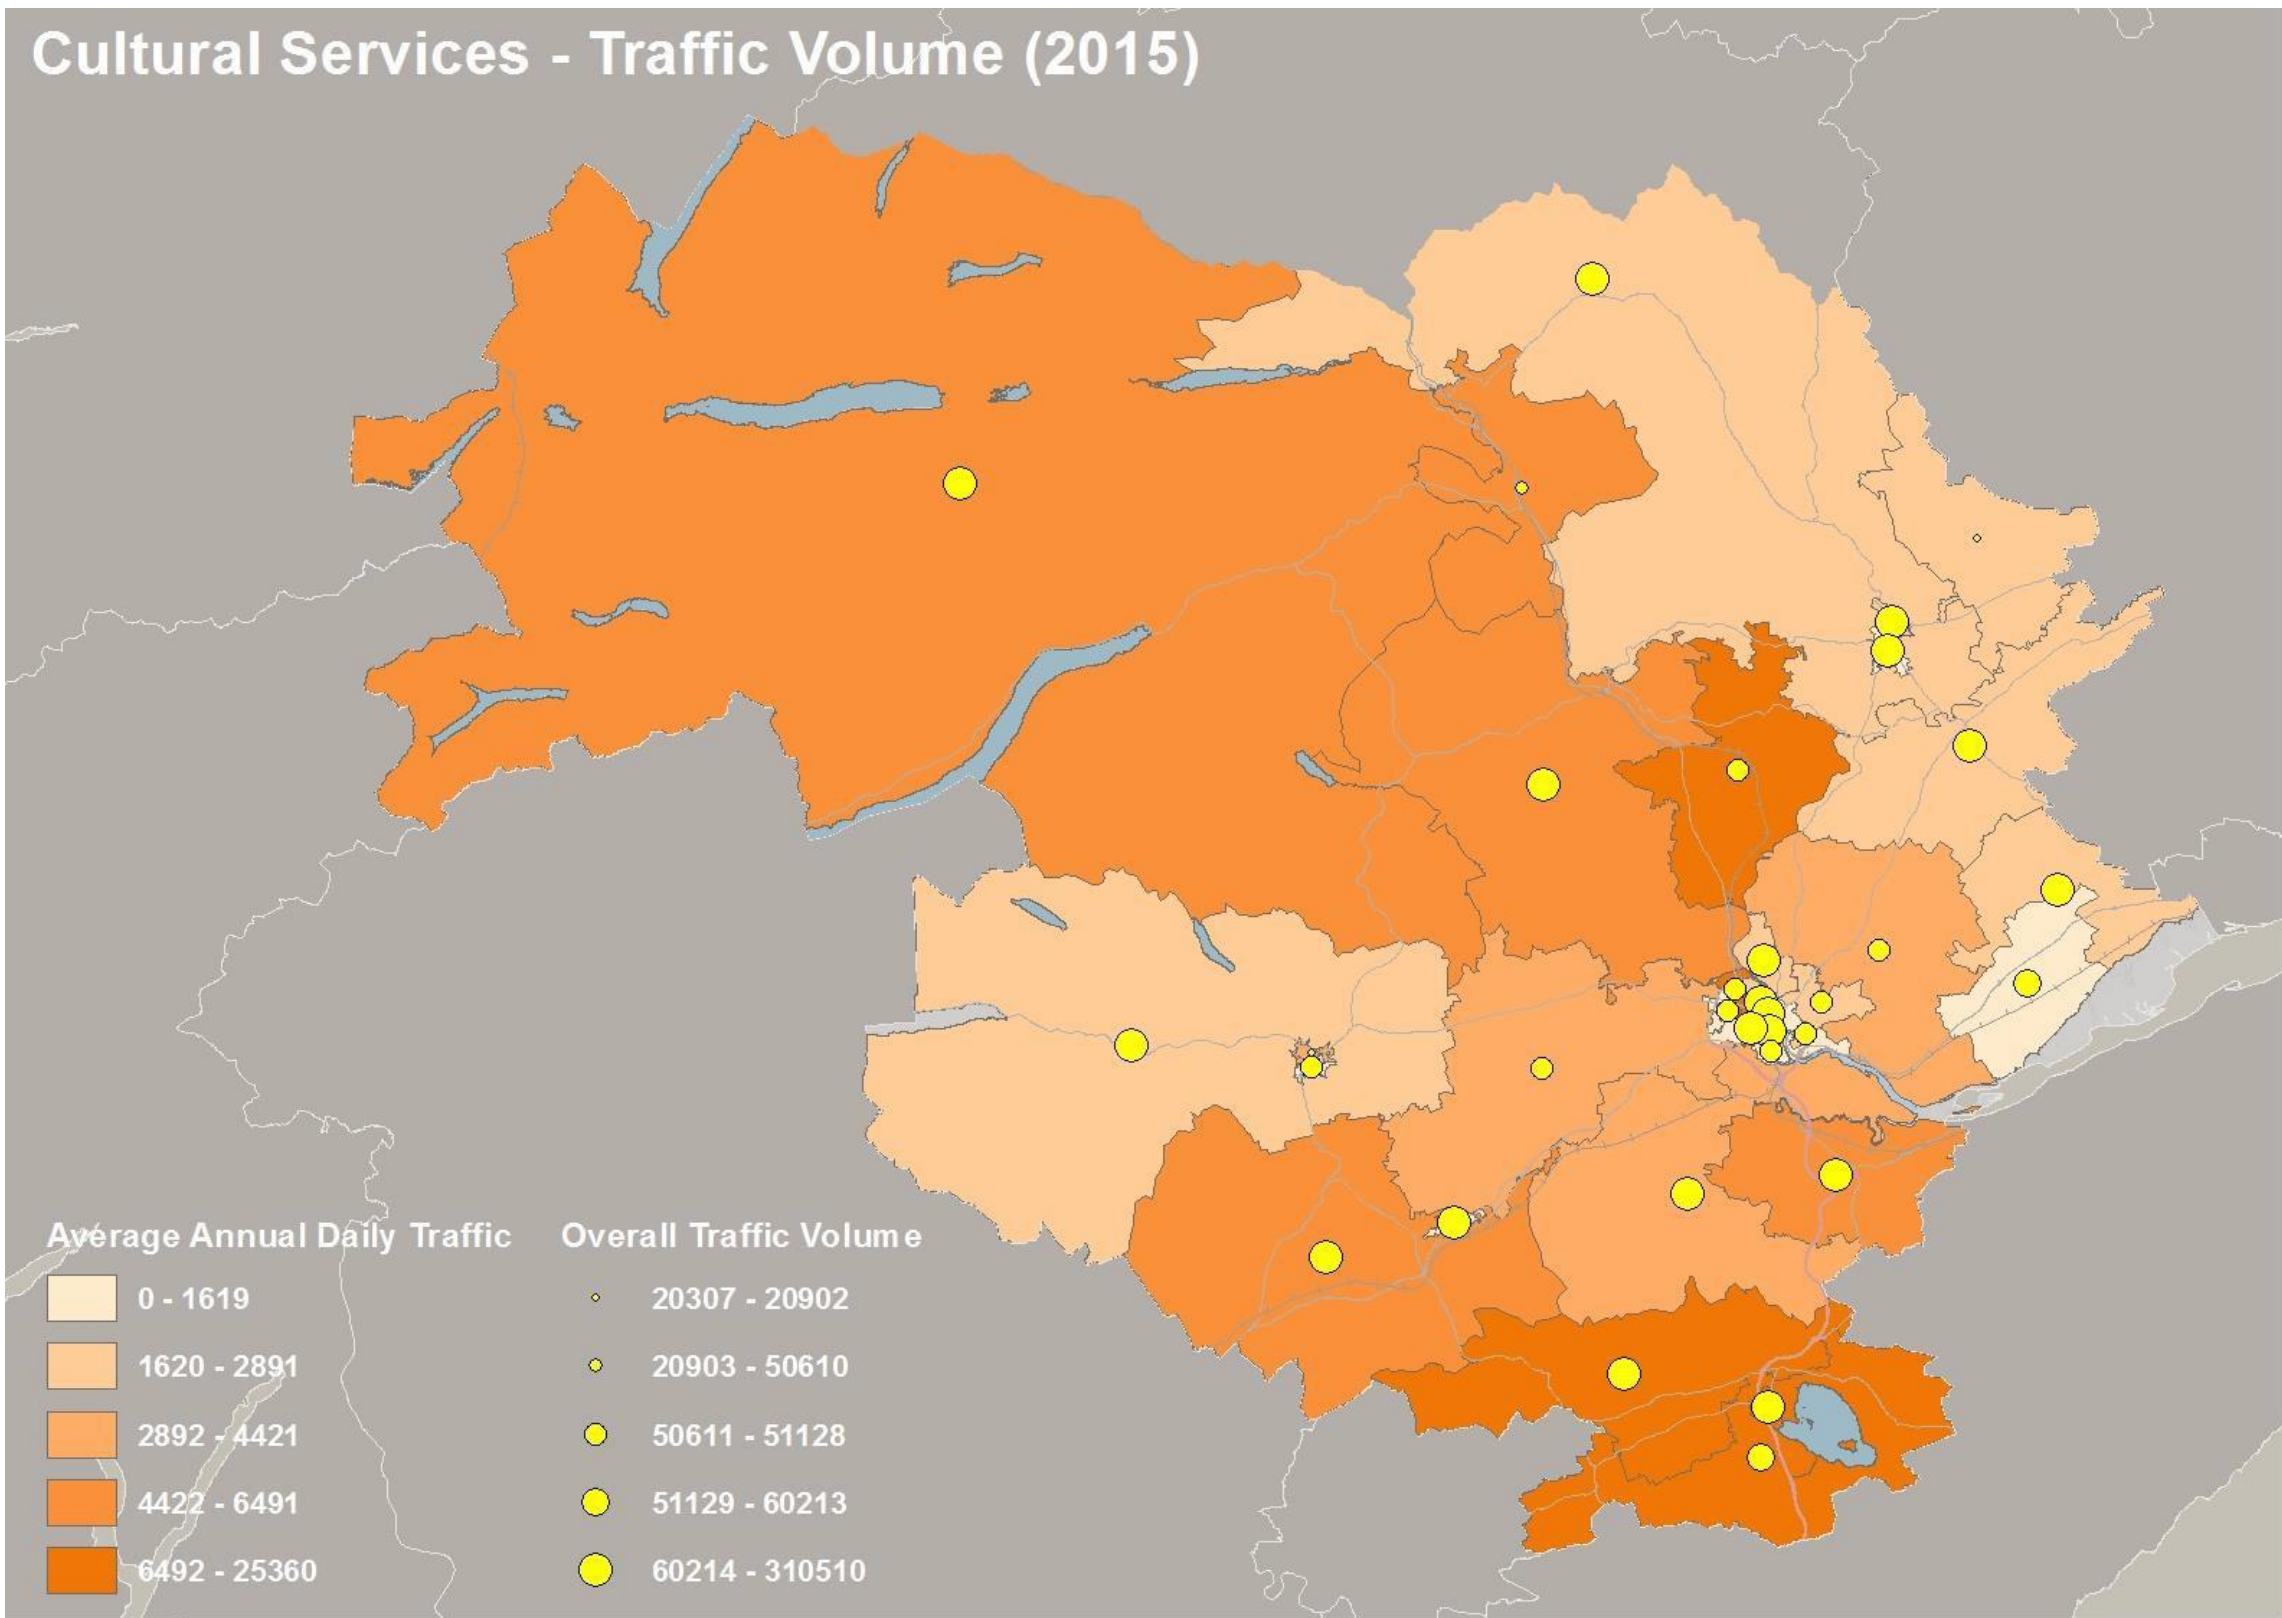 Cultural Services - Traffic Volume (2015)
Average Annual Daily Traffic
0 - 1619
1620 - 2891
2892 - 4421
4422 - 6491
6492 - 25360
Overall Traffic Volume
20307 - 20902
20903 - 50610
50611 - 51128
51129 - 60213
60214 - 310510